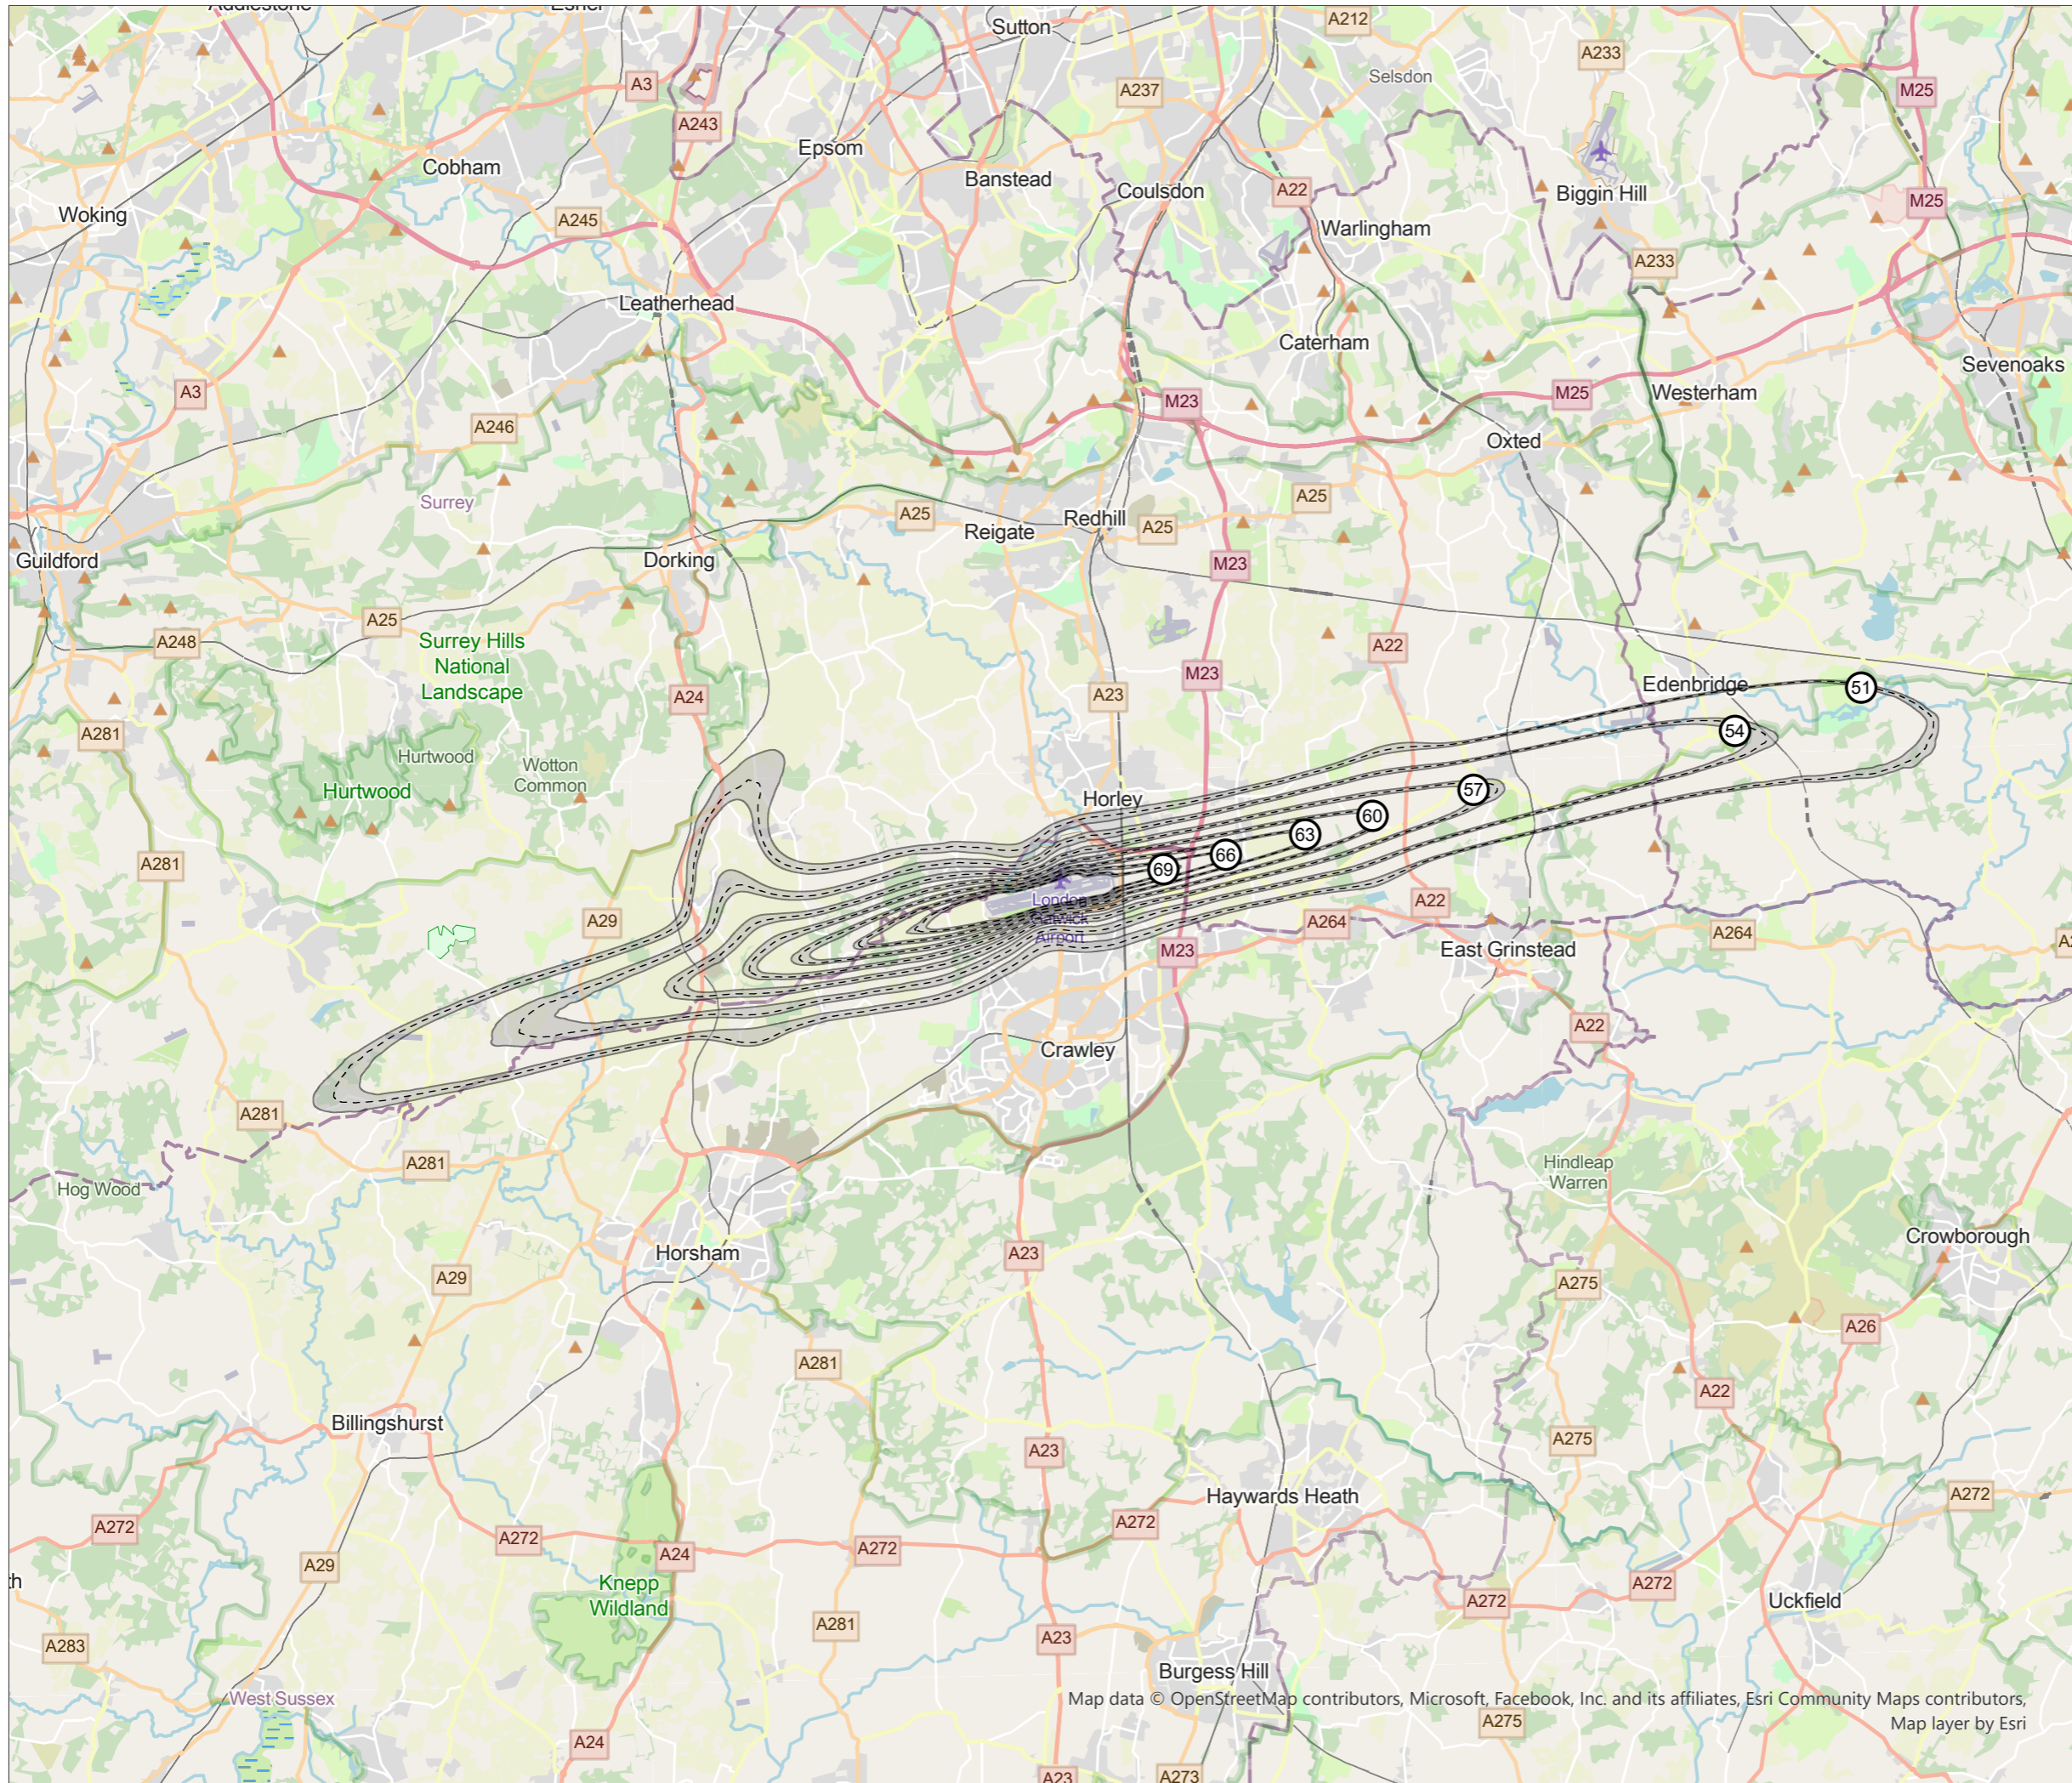 Sutton
A212
A233
Selsdon
A3
A237
M25
A243
Epsom
Cobham
Banstead
Coulsdon
A22
Biggin Hill
M25
Woking
A245
Warlingham
A233
Leatherhead
Caterham
Sevenoaks
A3
M23
M25
Westerham
A246
Oxted
Surrey
A25
A25
Redhill
A25
Reigate
Guildford
Dorking
M23
A25
A248
Surrey Hills
National
Landscape
A22
M23
Edenbridge
51
A24
A23
A281
54
Hurtwood
Wotton
Common
Hurtwood
57
Horley
60
63
66
69
A281
London
Gatwick
Airport
A29
A22
A264
A264
M23
East Grinstead
A22
Crawley
A281
A281
Hindleap
Warren
Hog Wood
Crowborough
Horsham
A23
A29
A275
A26
A281
A22
Billingshurst
A23
A275
Haywards Heath
A272
A272
A272
A272
A272
A24
A29
Knepp
Wildland
A272
A272
Uckfield
th
A281
A23
A283
Burgess Hill
West Sussex
Map data © OpenStreetMap contributors, Microsoft, Facebook, Inc. and its affiliates, Esri Community Maps contributors,
Map layer by Esri
A275
A24
A23
A273